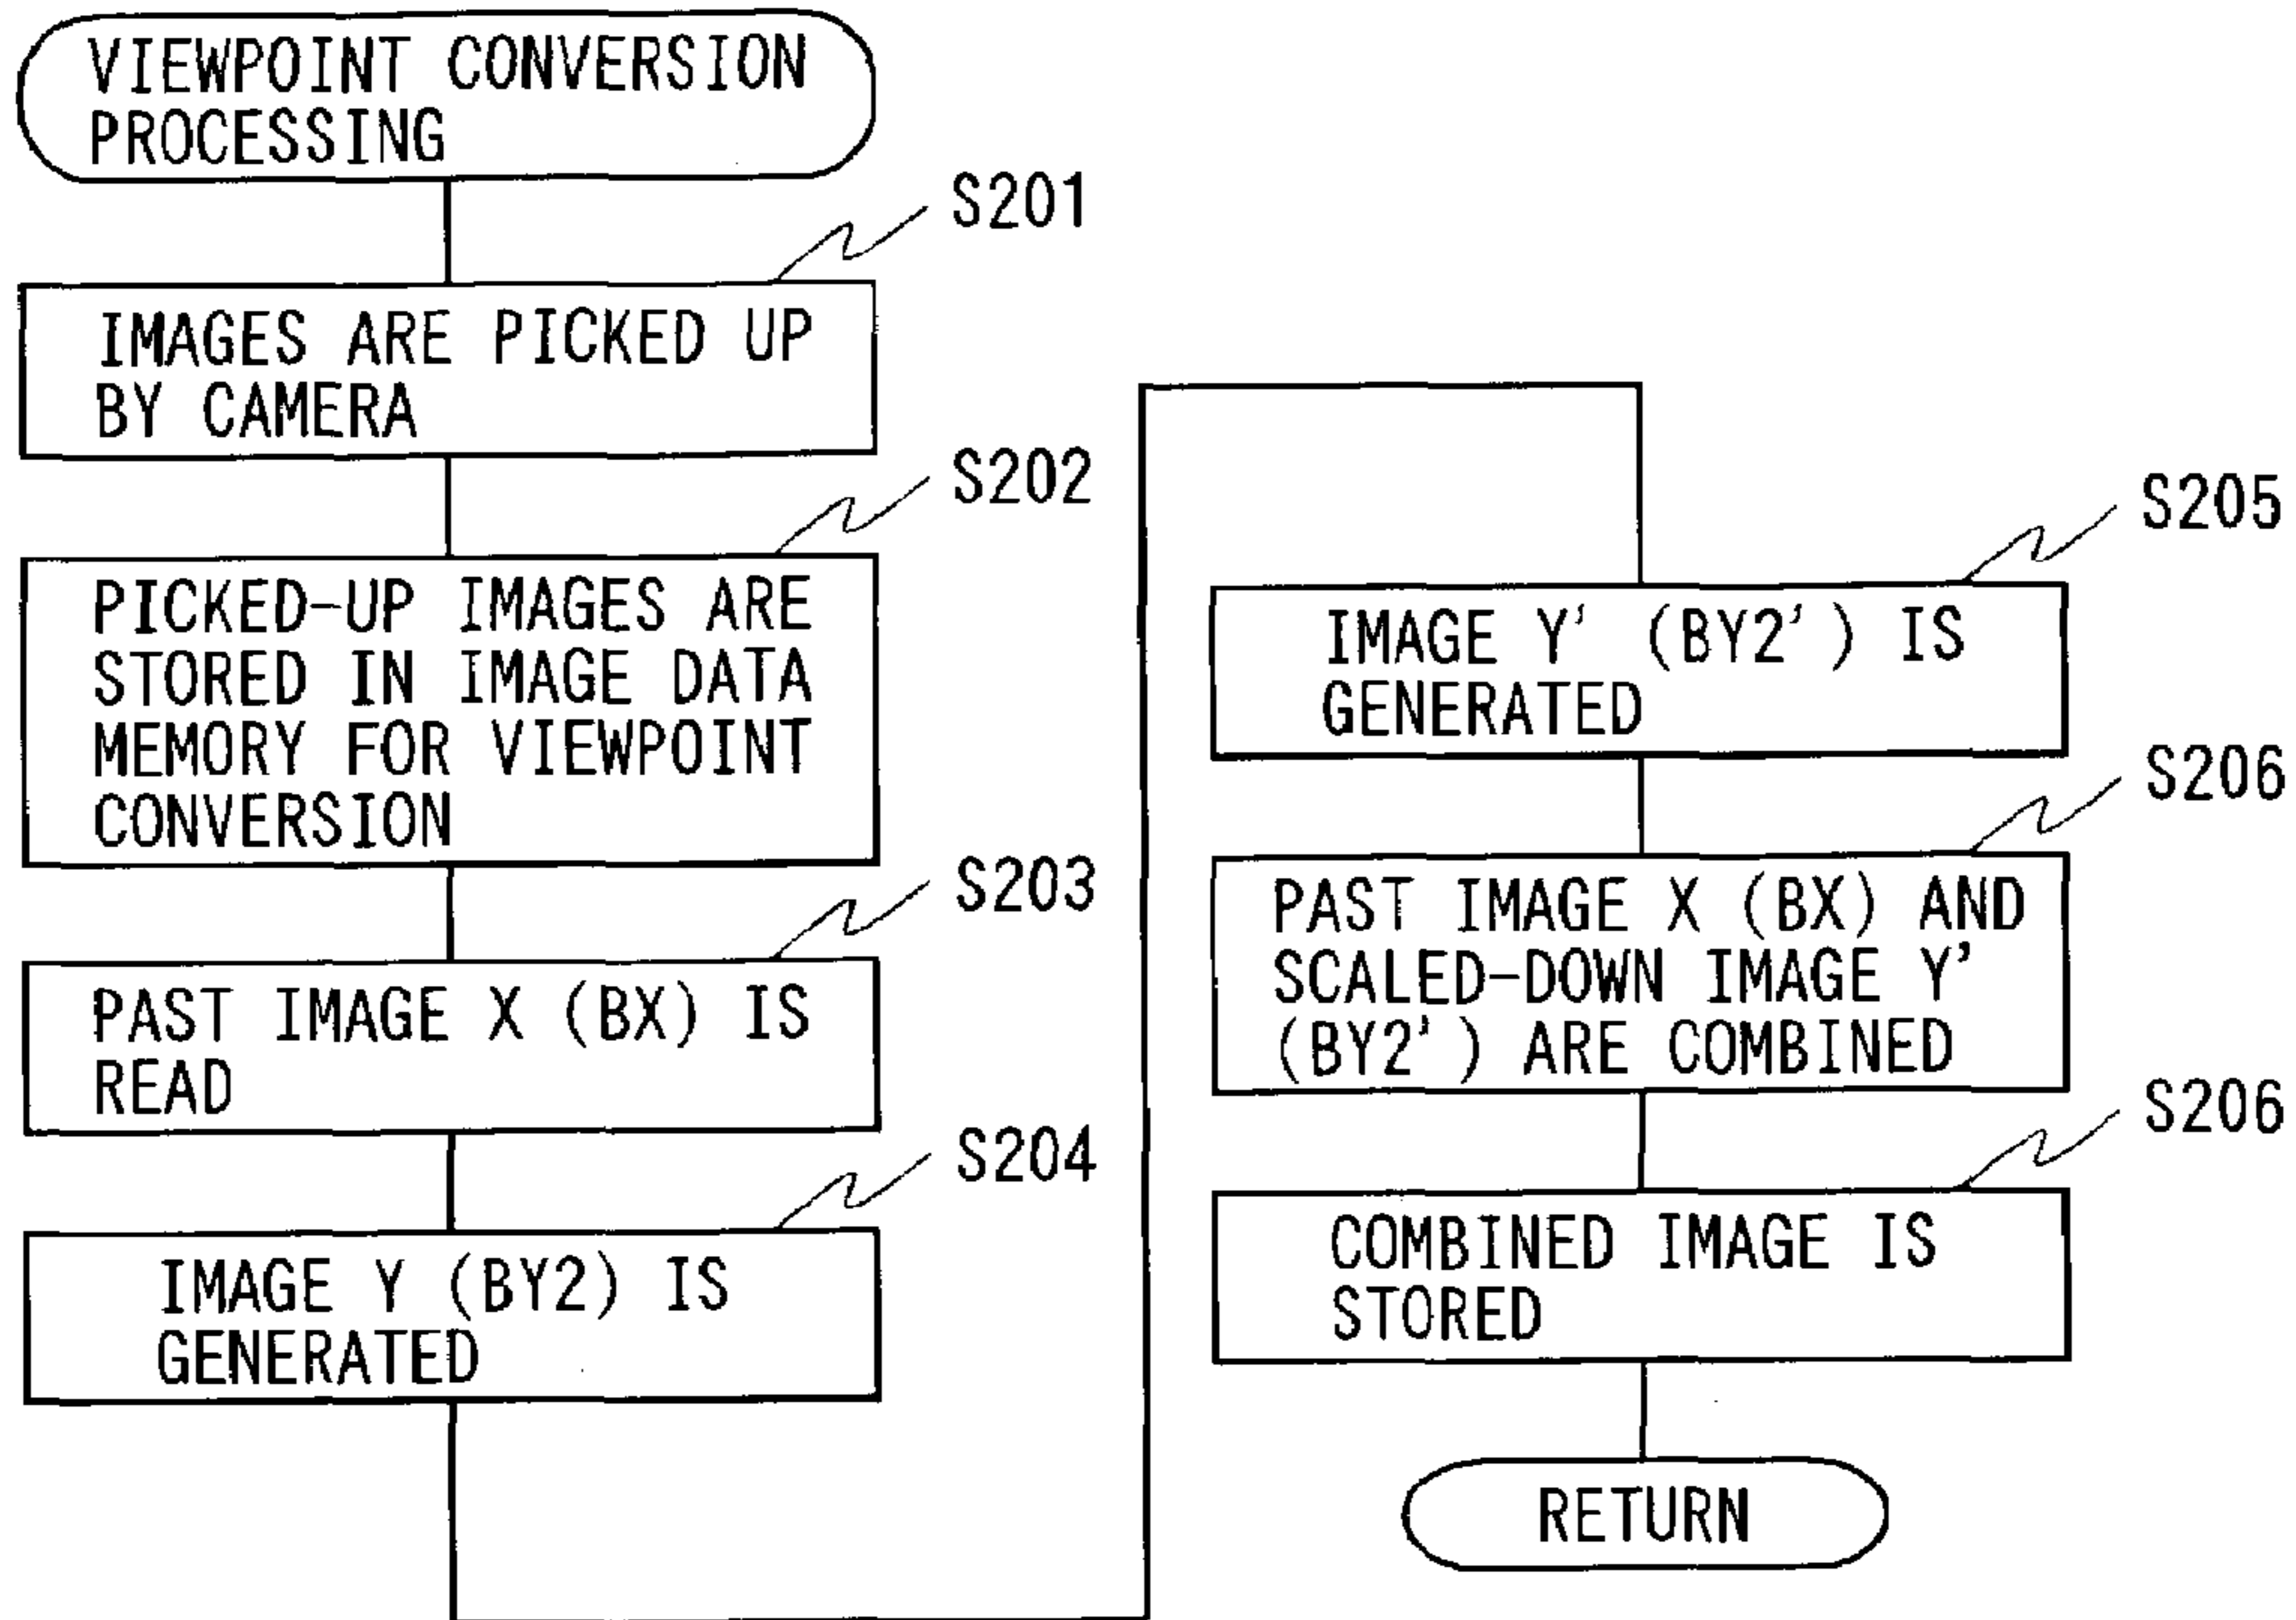 VIEWPOINT CONVERSION
PROCESSING
S201
IMAGES ARE PICKED UP
BY CAMERA
S202
PICKED-UP IMAGES ARE
STORED IN IMAGE DATA
MEMORY FOR VIEWPOINT
CONVERSION
S203
PAST IMAGE X (BX) IS
READ
S204
IMAGE Y (BY2) IS
GENERATED
S205
IMAGE Y' (BY2') IS
GENERATED
S206
PAST IMAGE X (BX) AND
SCALED-DOWN IMAGE Y'
(BY2') ARE COMBINED
S206
COMBINED IMAGE IS
STORED
RETURN